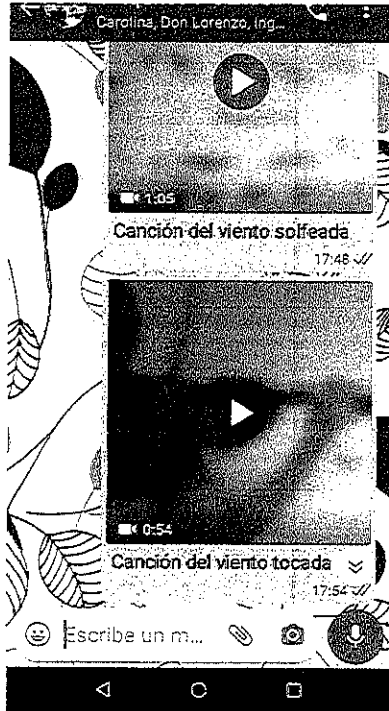 Carolina, Don Lorenzo, Ing...
1:05
Canción del viento solfeada
17:48
0:54
Canción del viento tocada
17:54
Escribe un m...